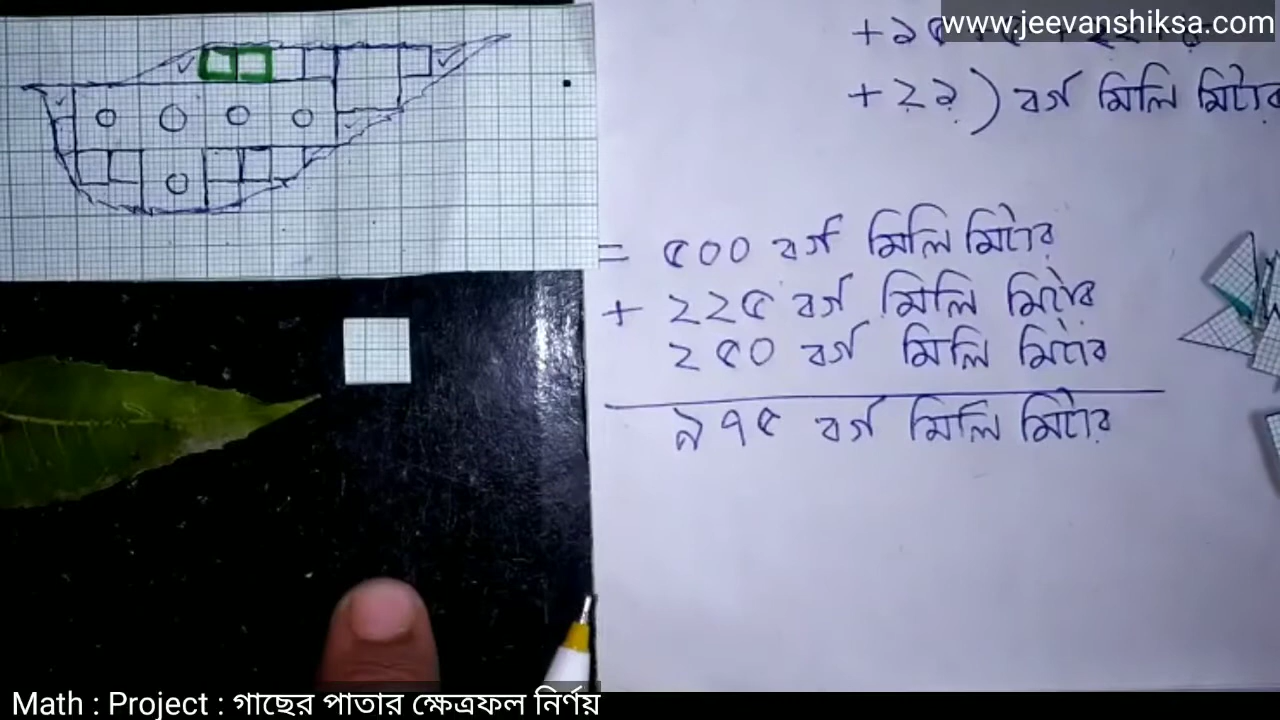 www.jeevanshiksa.com
+ ২২ ) বর্গ মিলি মিটার
= ৫০০ বর্গ মিলি মিটার
+ ২২৫ বর্গ মিলি মিটার
২৫০ বর্গ মিলি মিটার
৯৭৫ বর্গ মিলি মিটার
Math : Project : গাছের পাতার ক্ষেত্রফল নির্ণয়